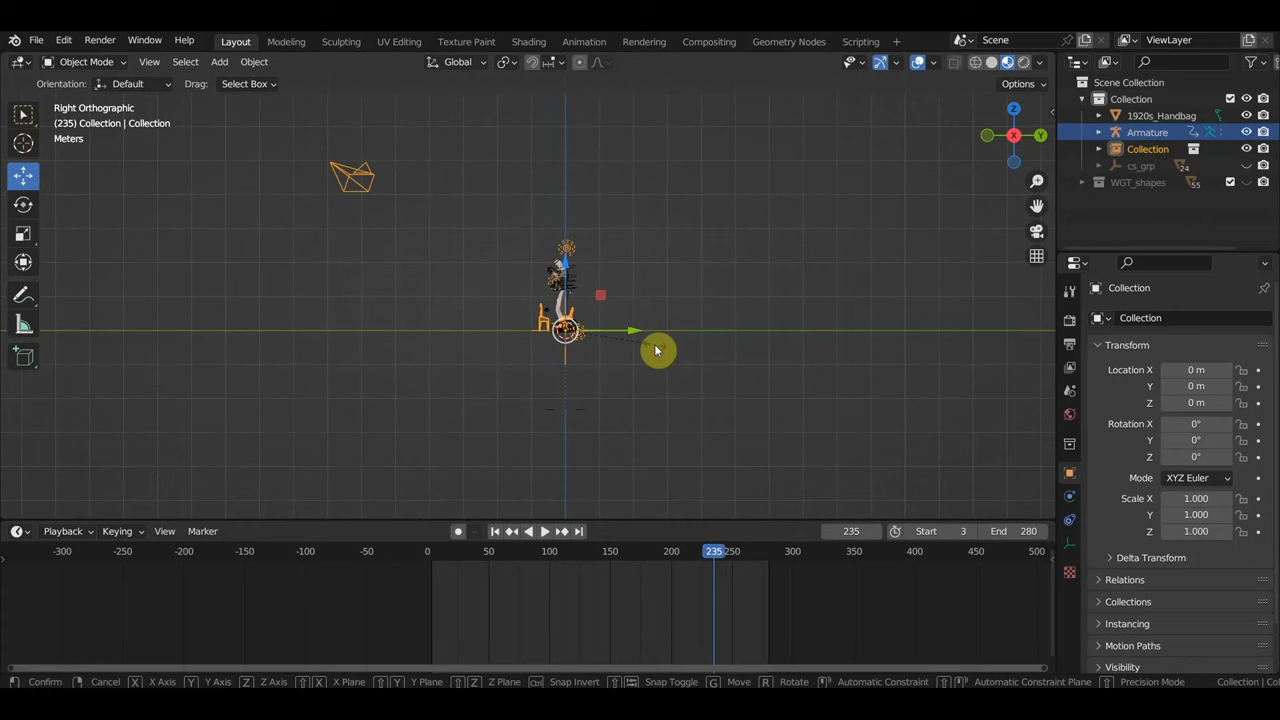 File Edit Render Window Help Layout Modeling Sculpting UV Editing Texture Paint Shading Animation Rendering Compositing Geometry Nodes Scripting + Scene ViewLayer
Object Mode View Select Add Object Global
Orientation: Default Drag: Select Box Options
Right Orthographic
(235) Collection | Collection
Meters
Z
Y
X
Scene Collection
Collection
1920s_Handbag
Armature
Collection
cs_grp 24
WGT_shapes 55
Collection
Collection
Transform
Location X 0 m
Y 0 m
Z 0 m
Rotation X 0°
Y 0°
Z 0°
Mode XYZ Euler
Scale X 1.000
Y 1.000
Z 1.000
Delta Transform
Relations
Collections
Instancing
Motion Paths
Visibility
Playback Keying View Marker 235 Start 3 End 280
-300 -250 -200 -150 -100 -50 0 50 100 150 200 235 250 300 350 400 450 500
Confirm Cancel X X Axis Y Y Axis Z Z Axis X X Plane Y Y Plane Z Z Plane Ctrl Snap Invert Snap Toggle G Move R Rotate Automatic Constraint Automatic Constraint Plane Precision Mode Collection | Co